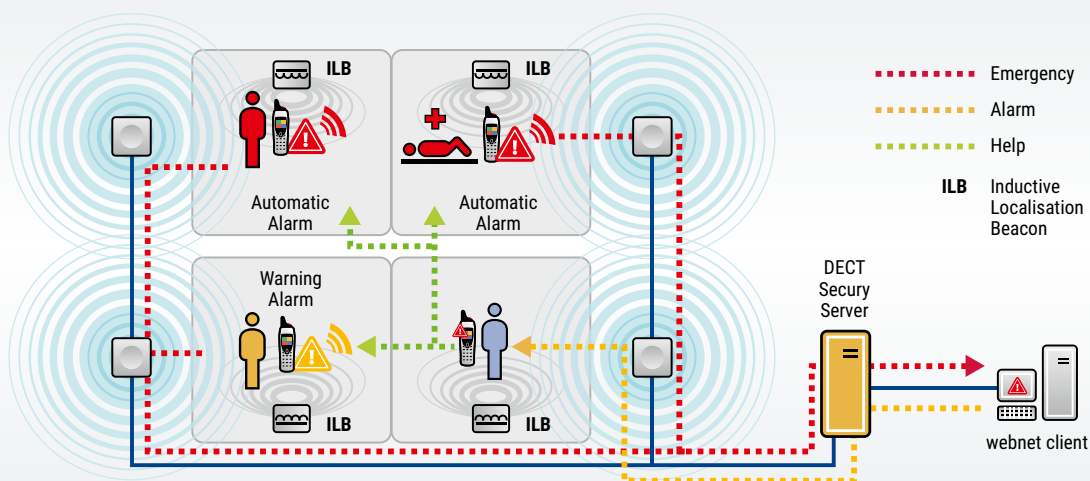 ILB
ILB
Automatic
Alarm
Automatic
Alarm
Warning
Alarm
ILB
ILB
Emergency
Alarm
Help
ILB Inductive
Localisation
Beacon
DECT
Secury
Server
webnet client